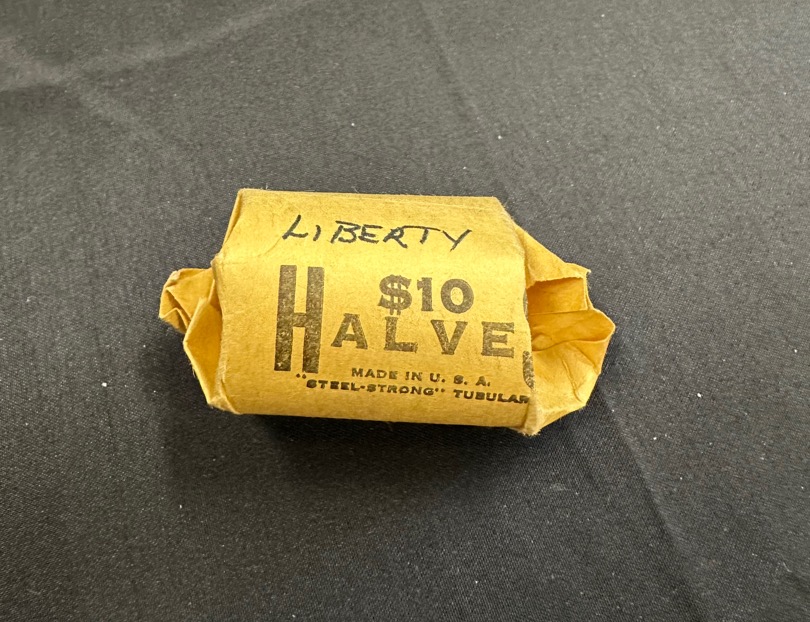 LIBERTY
$10
HALVE
MADE IN U. S. A.
"STEEL-STRONG" TUBULAR